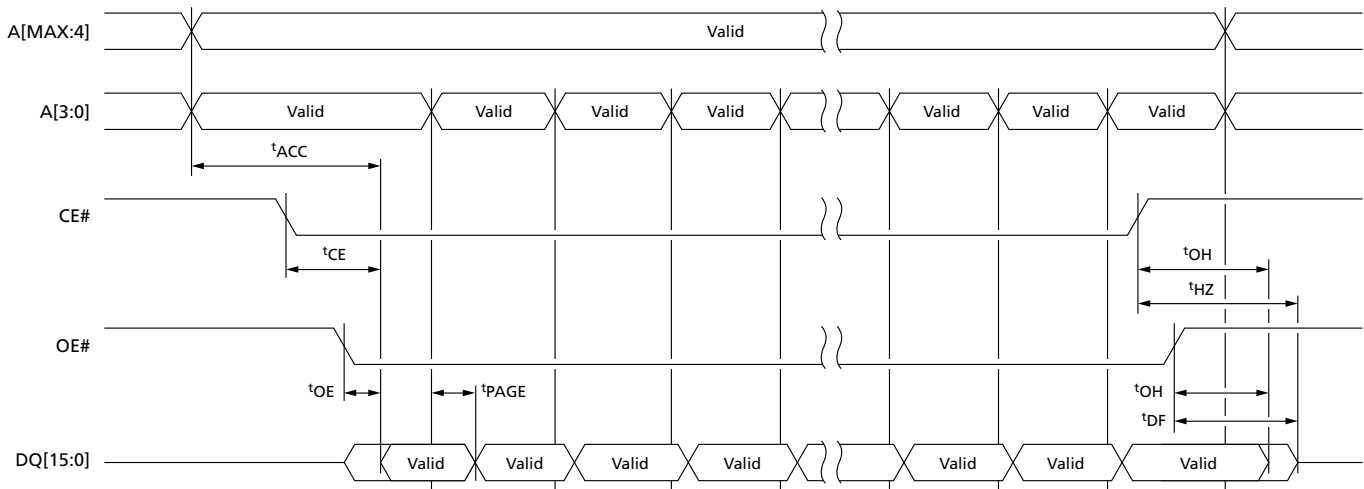 A[MAX:4] Valid
A[3:0] Valid Valid Valid Valid Valid Valid Valid
tACC
CE#
tCE tOH
tHZ
OE#
tOE tPAGE tOH
tDF
DQ[15:0] Valid Valid Valid Valid Valid Valid Valid